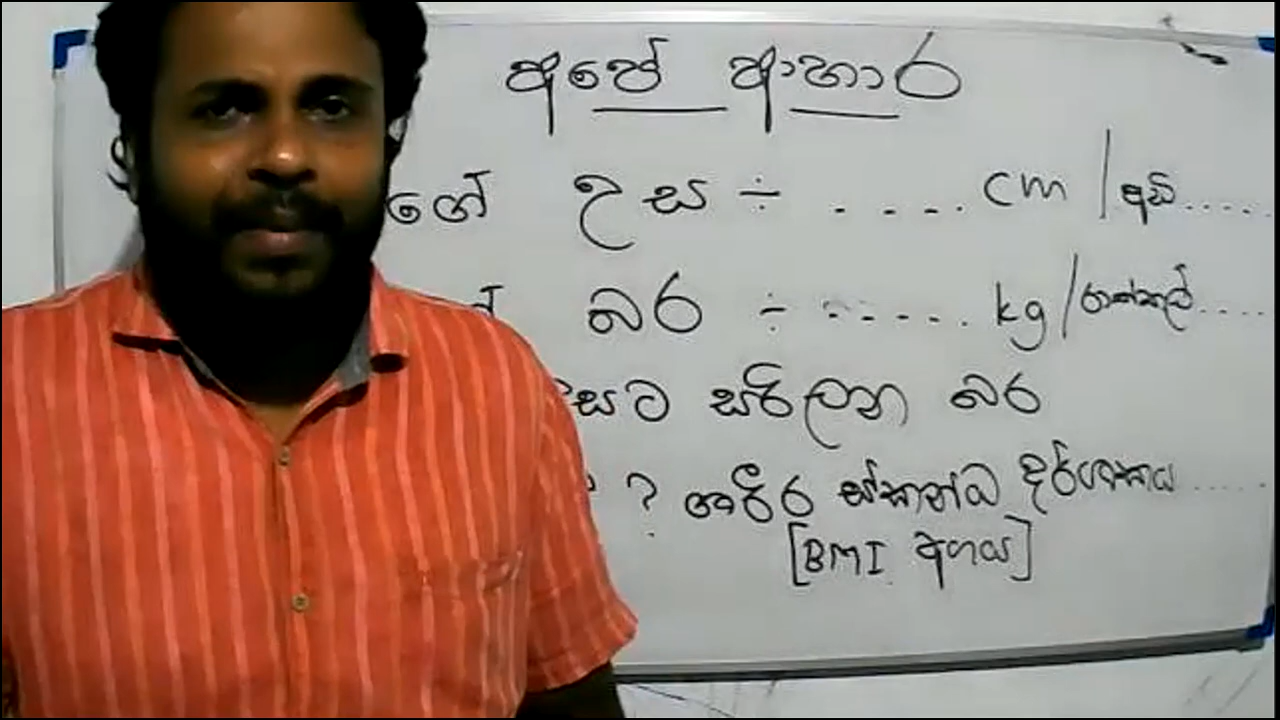 අපේ ආහාර
ගේ උස ÷ ..... cm / අඩි .....
බර ÷ ...... kg / රාත්තල් ....
සට සරිලන බර
? ශරීර ස්කන්ධ දර්ශකය .....
[BMI අගය]